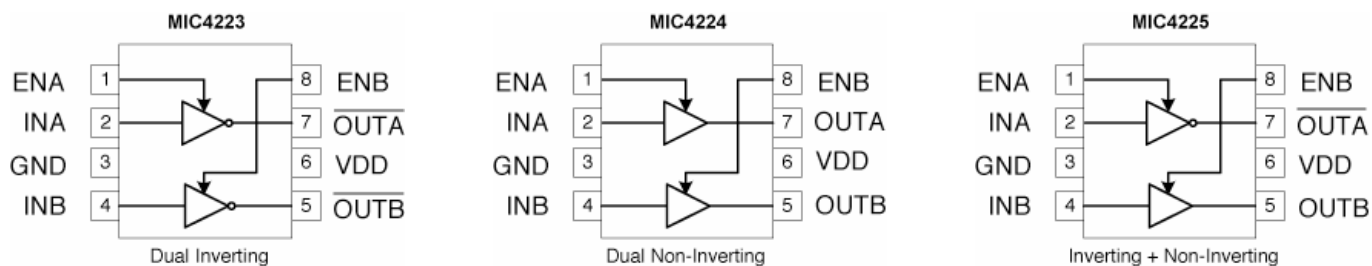 MIC4223
ENA 1 8 ENB
INA 2 7 OUTA
GND 3 6 VDD
INB 4 5 OUTB
Dual Inverting
MIC4224
ENA 1 8 ENB
INA 2 7 OUTA
GND 3 6 VDD
INB 4 5 OUTB
Dual Non-Inverting
MIC4225
ENA 1 8 ENB
INA 2 7 OUTA
GND 3 6 VDD
INB 4 5 OUTB
Inverting + Non-Inverting